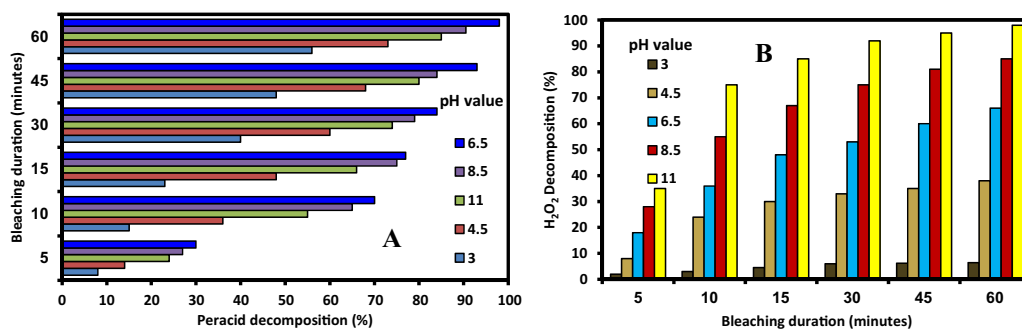 Bleaching duration (minutes)
60
45
30
15
10
5
0 10 20 30 40 50 60 70 80 90 100
Peracid decomposition (%)
pH value
6.5
8.5
11
4.5
3
A
H₂O₂ Decomposition (%)
100
90
80
70
60
50
40
30
20
10
0
5 10 15 30 45 60
Bleaching duration (minutes)
pH value
3
4.5
6.5
8.5
11
B